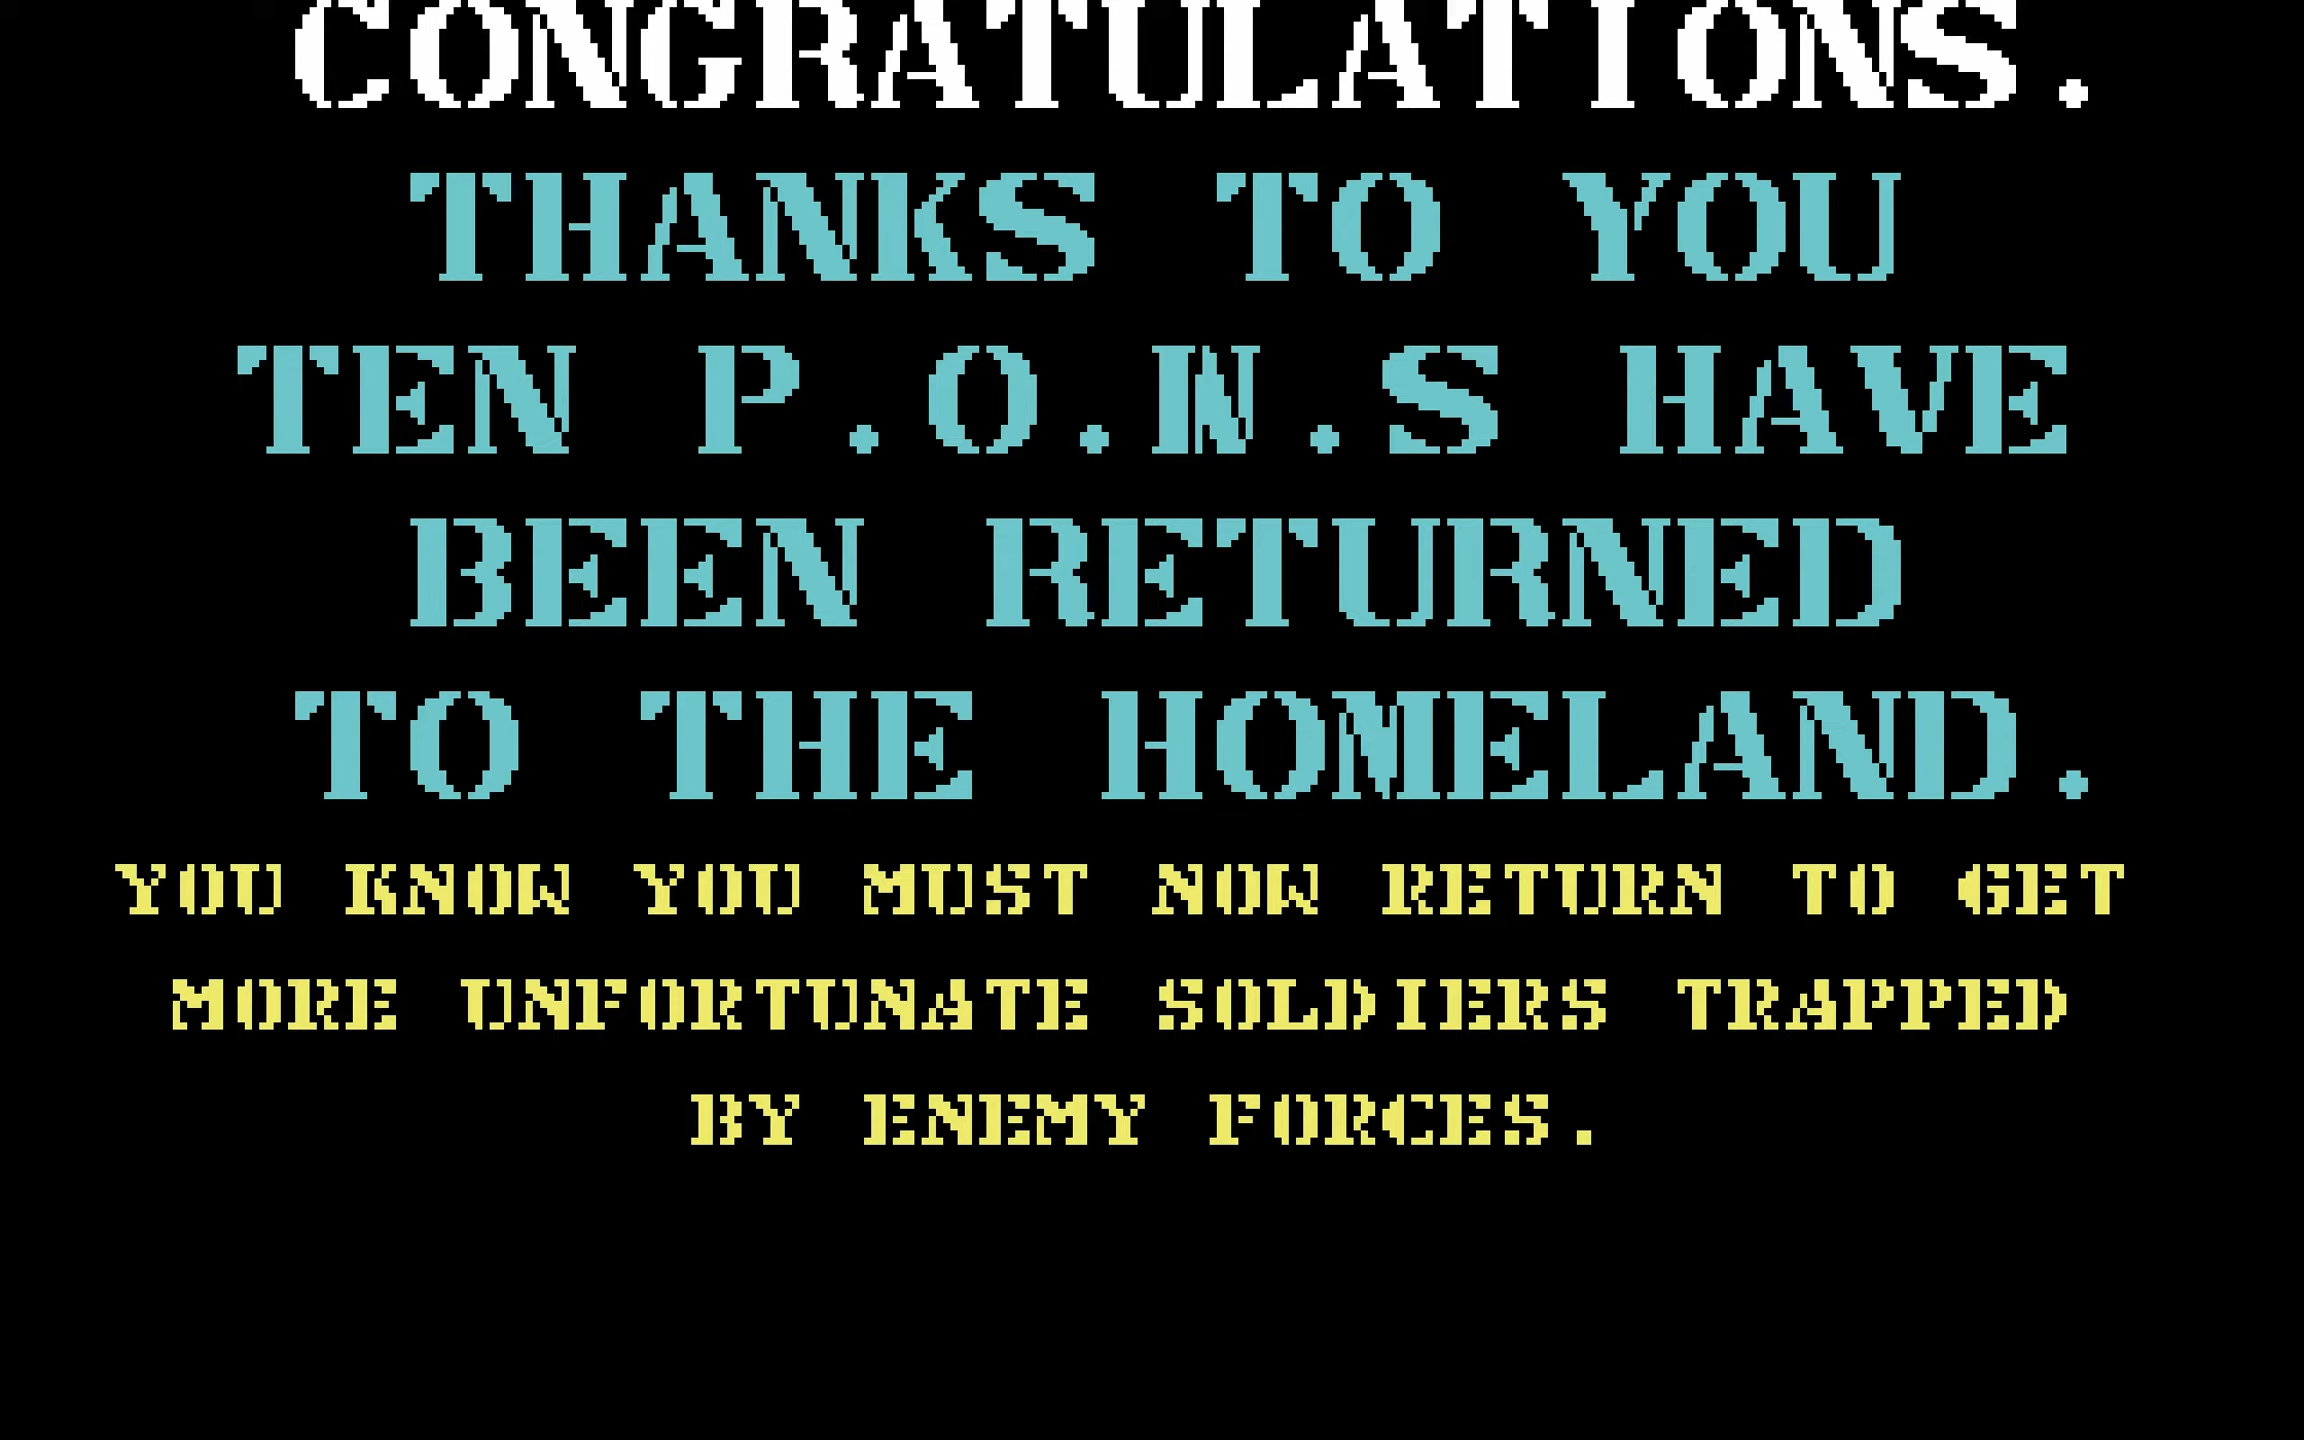 CONGRATULATIONS.
THANKS TO YOU
TEN P.O.W.S HAVE
BEEN RETURNED
TO THE HOMELAND.
YOU KNOW YOU MUST NOW RETURN TO GET
MORE UNFORTUNATE SOLDIERS TRAPPED
BY ENEMY FORCES.